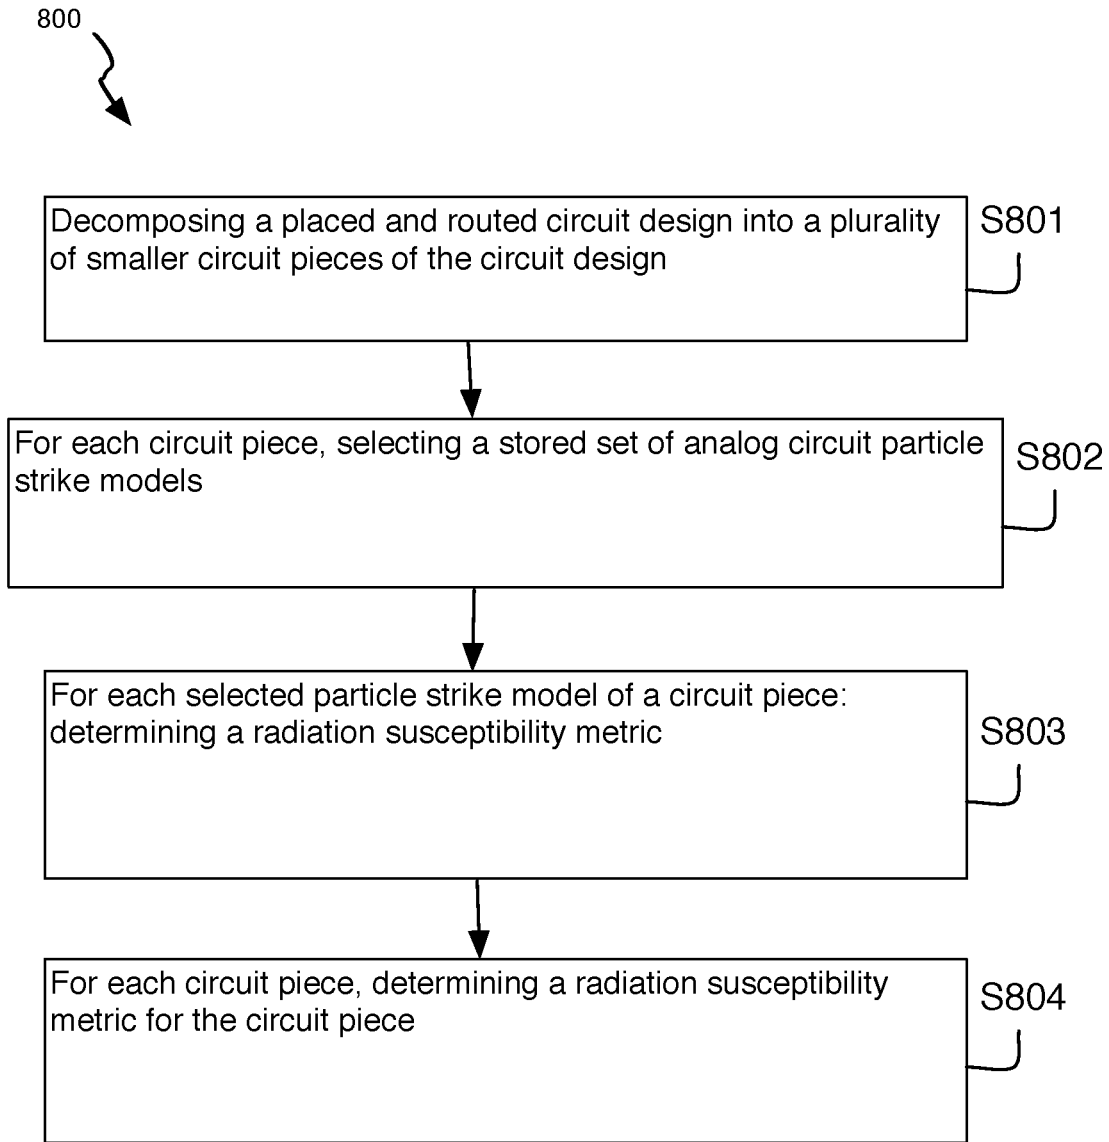 800
Decomposing a placed and routed circuit design into a plurality
of smaller circuit pieces of the circuit design
S801
For each circuit piece, selecting a stored set of analog circuit particle
strike models
S802
For each selected particle strike model of a circuit piece:
determining a radiation susceptibility metric
S803
For each circuit piece, determining a radiation susceptibility
metric for the circuit piece
S804